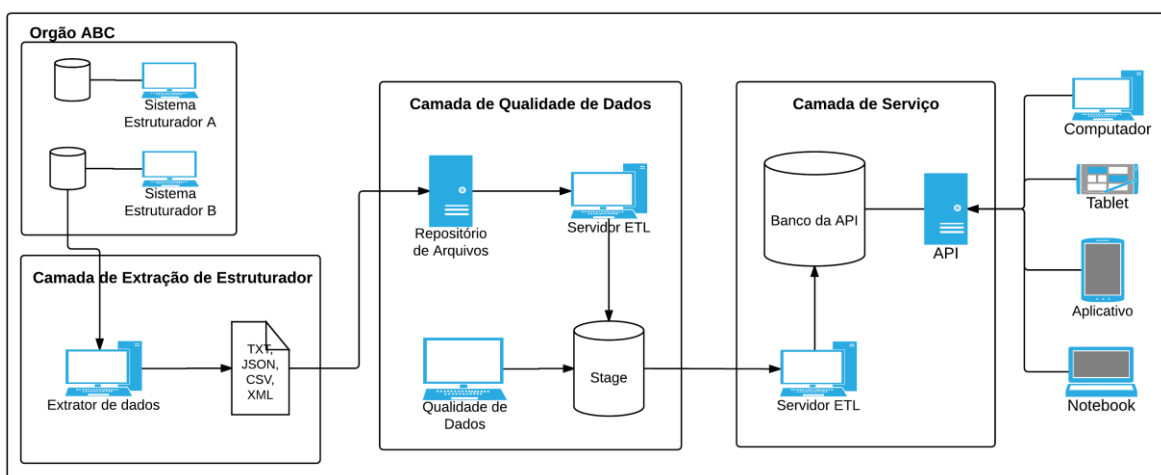 Orgão ABC
Sistema
Estruturador A
Sistema
Estruturador B
Camada de Extração de Estruturador
Extrator de dados
TXT,
JSON,
CSV,
XML
Camada de Qualidade de Dados
Repositório
de Arquivos
Servidor ETL
Qualidade de
Dados
Stage
Camada de Serviço
Banco da API
API
Servidor ETL
Computador
Tablet
Aplicativo
Notebook